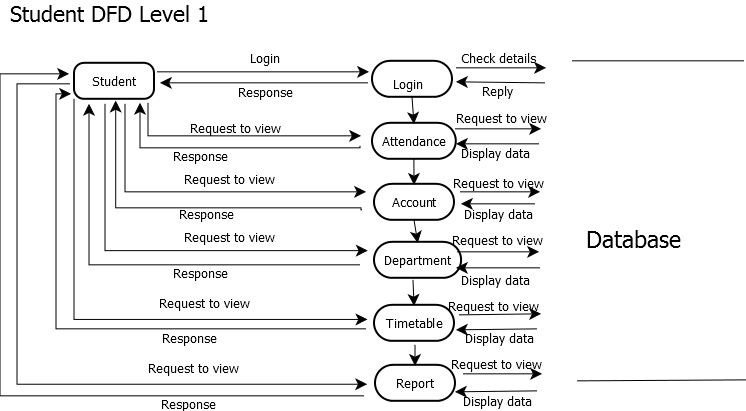 Student DFD Level 1
Login
Check details
Student
Login
Response
Reply
Request to view
Request to view
Attendance
Response
Display data
Request to view
Request to view
Account
Response
Display data
Request to view
Request to view
Database
Department
Response
Display data
Request to view
Request to view
Timetable
Response
Display data
Request to view
Request to view
Report
Response
Display data